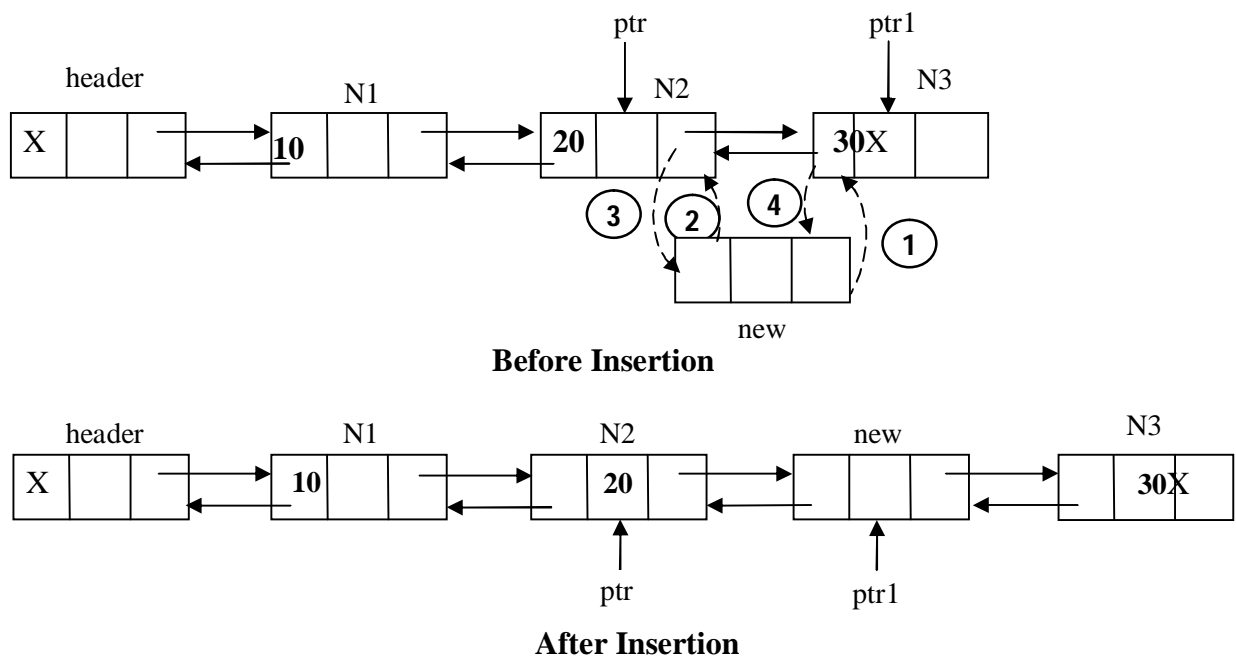 ptr ptr1
header N1 N2 N3
X 10 20 30X
3 2 4 1
new
Before Insertion
header N1 N2 new N3
X 10 20 30X
ptr ptr1
After Insertion